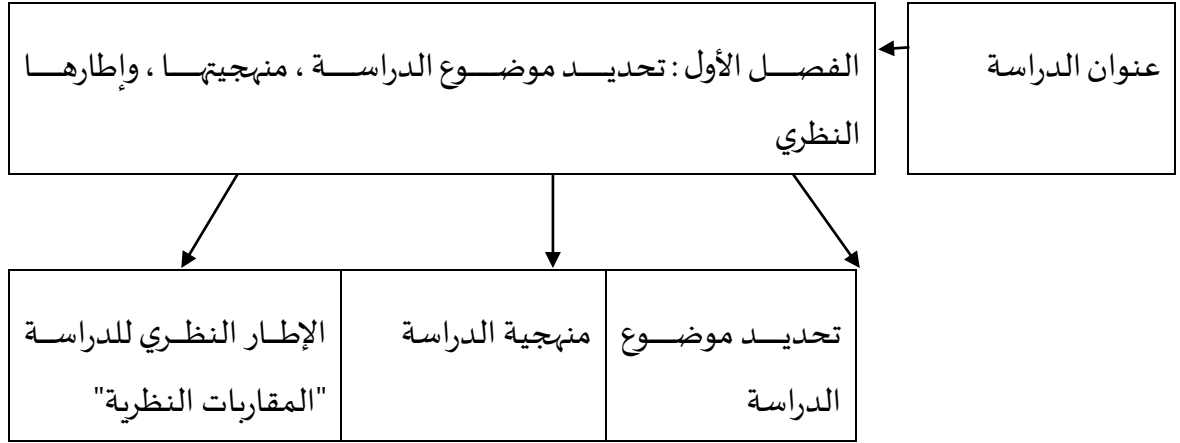 عنوان الدراسة
الفصل الأول : تحديد موضوع الدراسة ، منهجيتها ، وإطارها
النظري
تحديد موضوع
الدراسة
منهجية الدراسة
الإطار النظري للدراسة
"المقاربات النظرية"